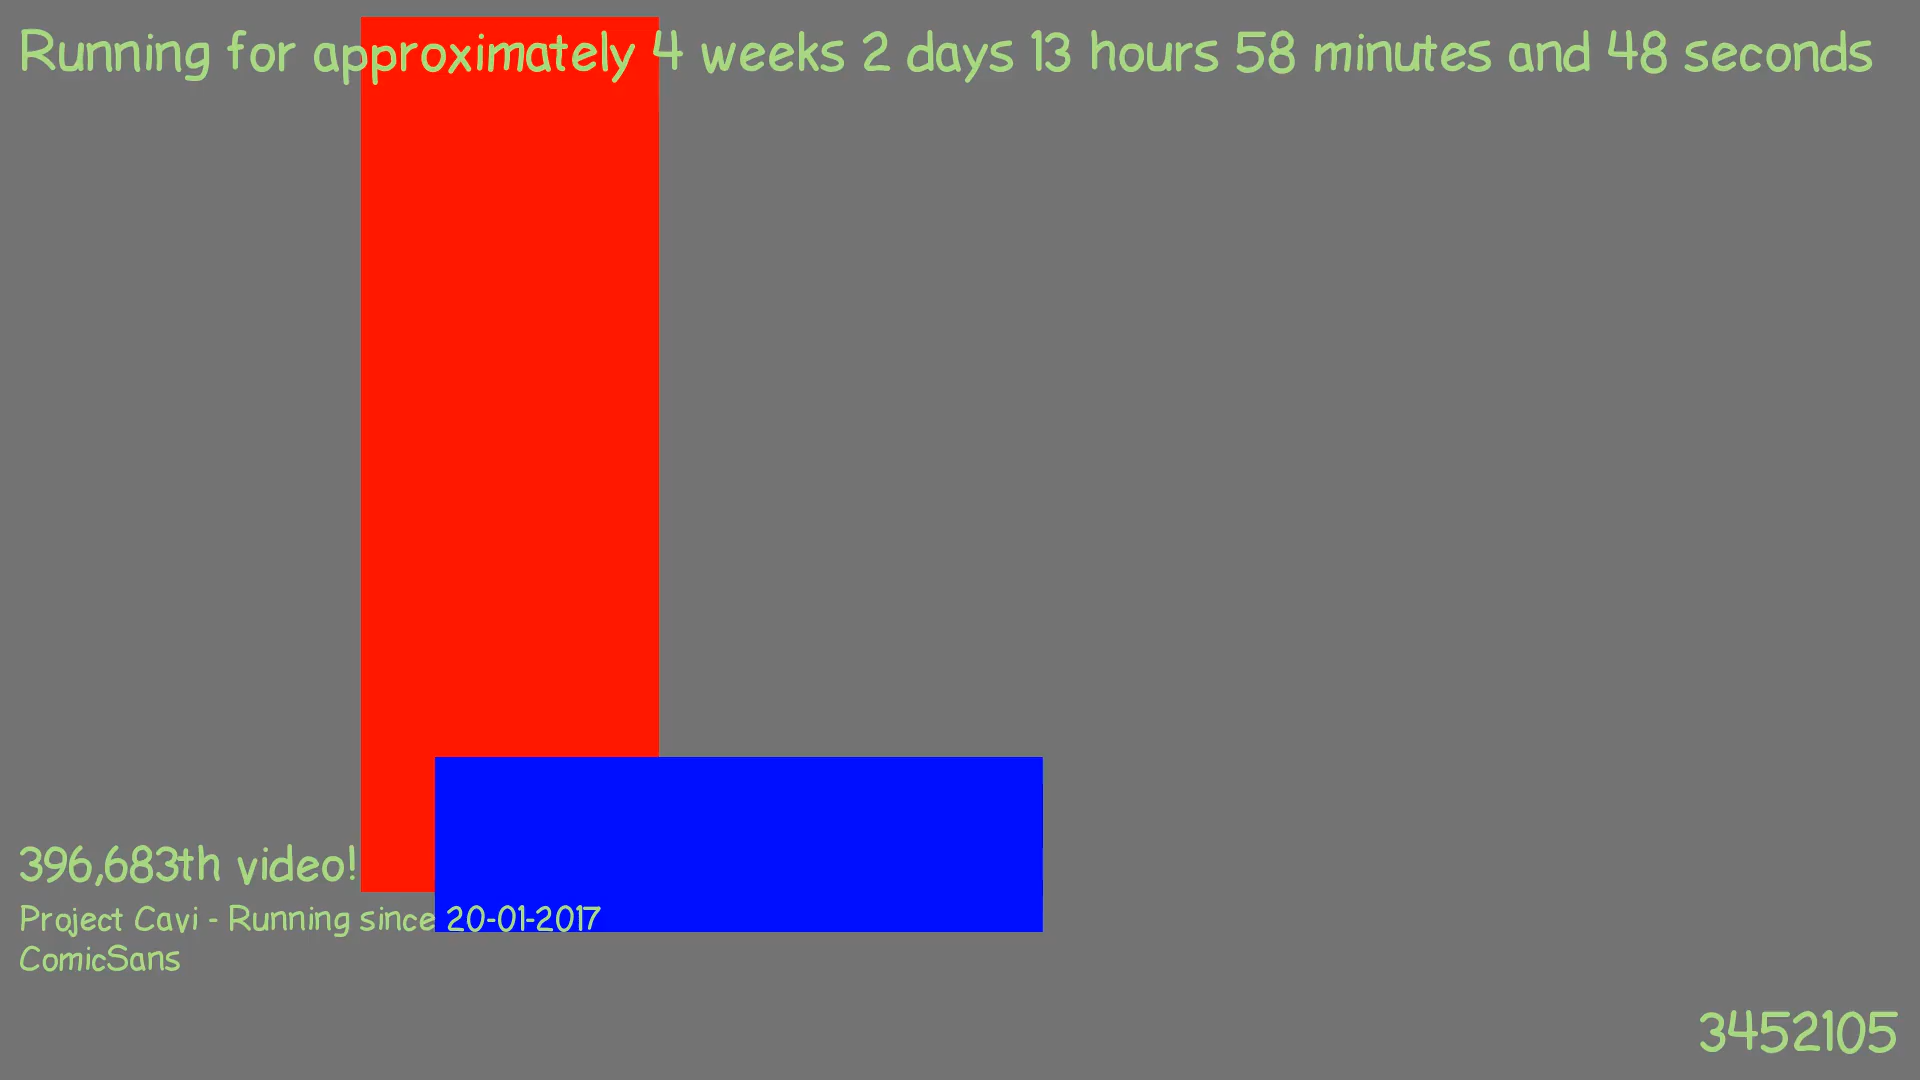 Running for approximately 4 weeks 2 days 13 hours 58 minutes and 48 seconds
396,683th video!
Project Cavi - Running since 20-01-2017
ComicSans
3452105